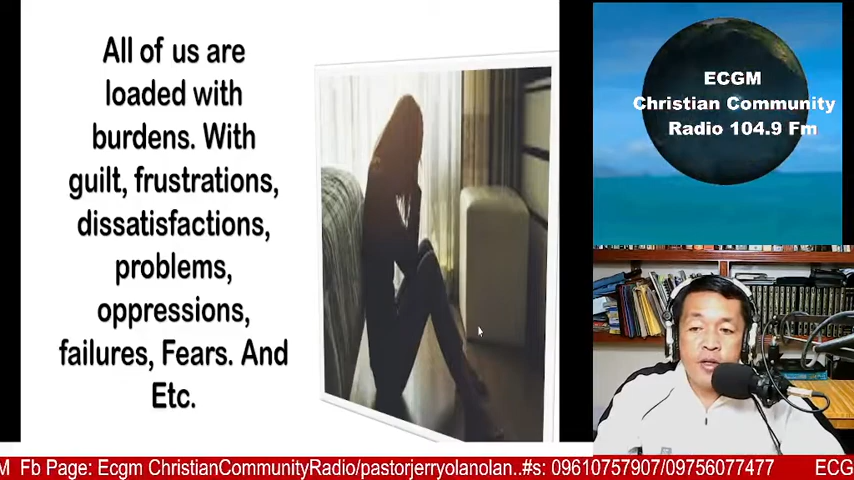 All of us are
loaded with
burdens. With
guilt, frustrations,
dissatisfactions,
problems,
oppressions,
failures, Fears. And
Etc.
ECGM
Christian Community
Radio 104.9 Fm
M Fb Page: Ecgm ChristianCommunityRadio/pastorjerryolanolan..#s: 09610757907/09756077477 ECG